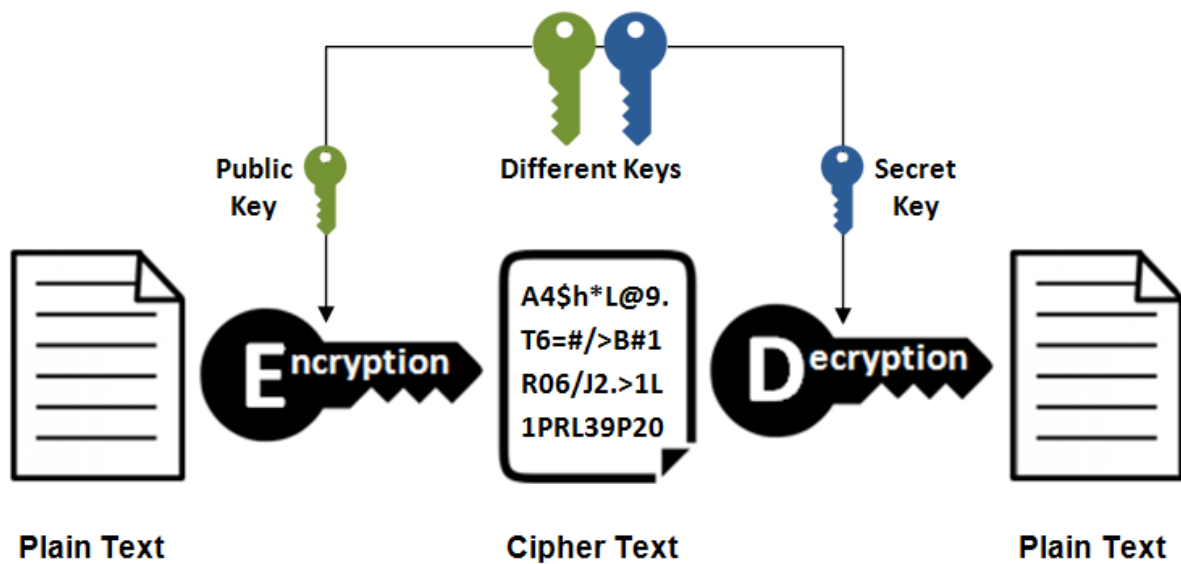 Public
Key
Different Keys
Secret
Key
Encryption
A4$h*L@9.
T6=#/>B#1
R06/J2.>1L
1PRL39P20
Decryption
Plain Text
Cipher Text
Plain Text